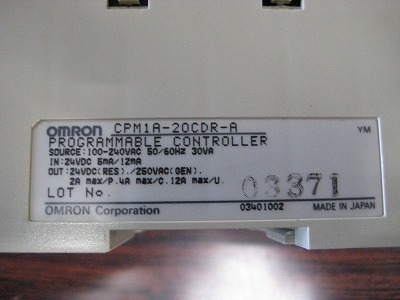 OMRON CPM1A-20CDR-A YM
PROGRAMMABLE CONTROLLER
SOURCE:100-240VAC 50/60Hz 30VA
IN:24VDC 5mA/12mA
OUT:24VDC(RES)./250VAC(GEN).
2A max/P.4A max/C.12A max/U.
LOT No. 03371
03401002
OMRON Corporation MADE IN JAPAN